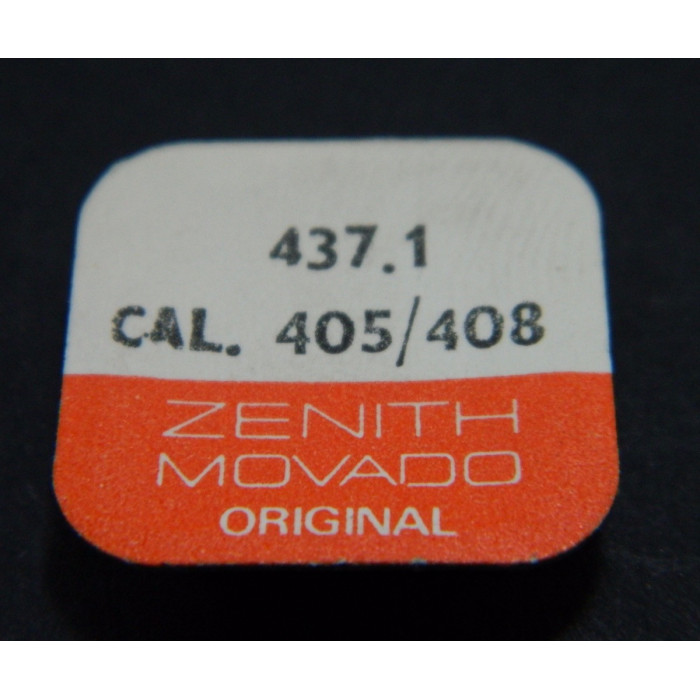 437.1
CAL. 405/408
ZENITH
MOVADO
ORIGINAL